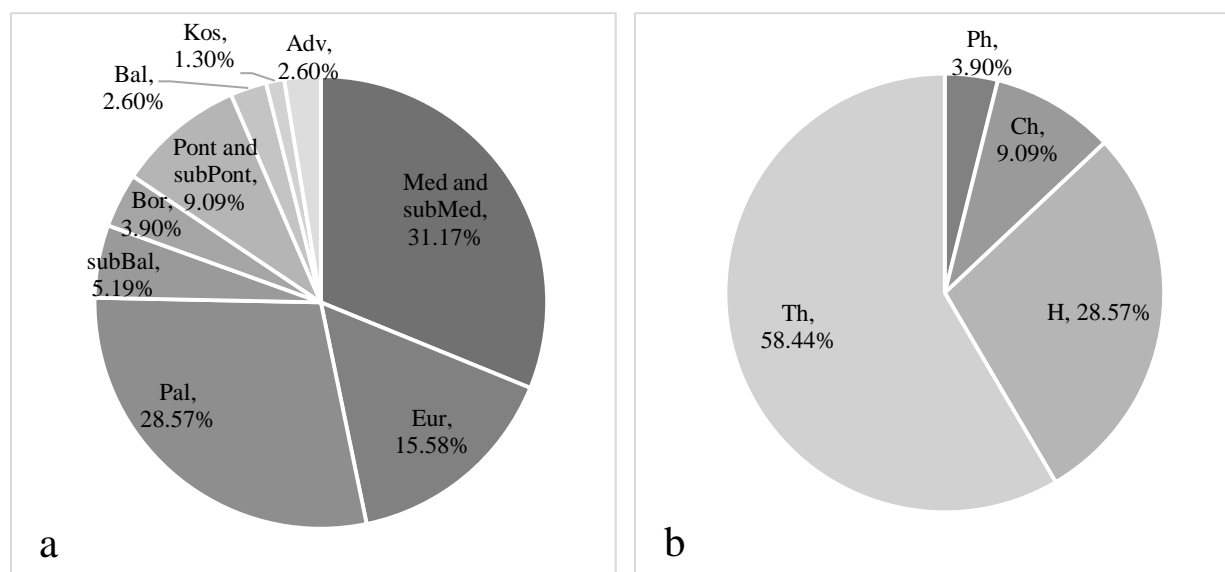 Kos,
1.30%
Adv,
2.60%
Bal,
2.60%
Pont and
subPont,
9.09%
Bor,
3.90%
subBal,
5.19%
Med and
subMed,
31.17%
Pal,
28.57%
Eur,
15.58%
a
Ph,
3.90%
Ch,
9.09%
H, 28.57%
Th,
58.44%
b